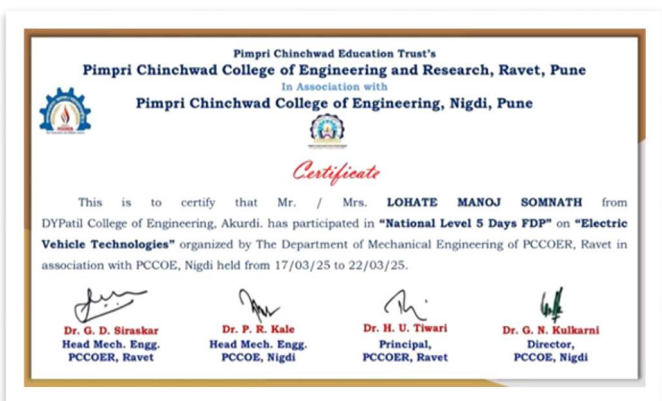 Pimpri Chinchwad Education Trust's
Pimpri Chinchwad College of Engineering and Research, Ravet, Pune
In Association with
Pimpri Chinchwad College of Engineering, Nigdi, Pune
Certificate
This is to certify that Mr. / Mrs. LOHATE MANOJ SOMNATH from
DYPatil College of Engineering, Akurdi. has participated in “National Level 5 Days FDP” on “Electric
Vehicle Technologies” organized by The Department of Mechanical Engineering of PCCOER, Ravet in
association with PCCOE, Nigdi held from 17/03/25 to 22/03/25.
Dr. G. D. Siraskar Dr. P. R. Kale Dr. H. U. Tiwari Dr. G. N. Kulkarni
Head Mech. Engg. Head Mech. Engg. Principal, Director,
PCCOER, Ravet PCCOE, Nigdi PCCOER, Ravet PCCOE, Nigdi